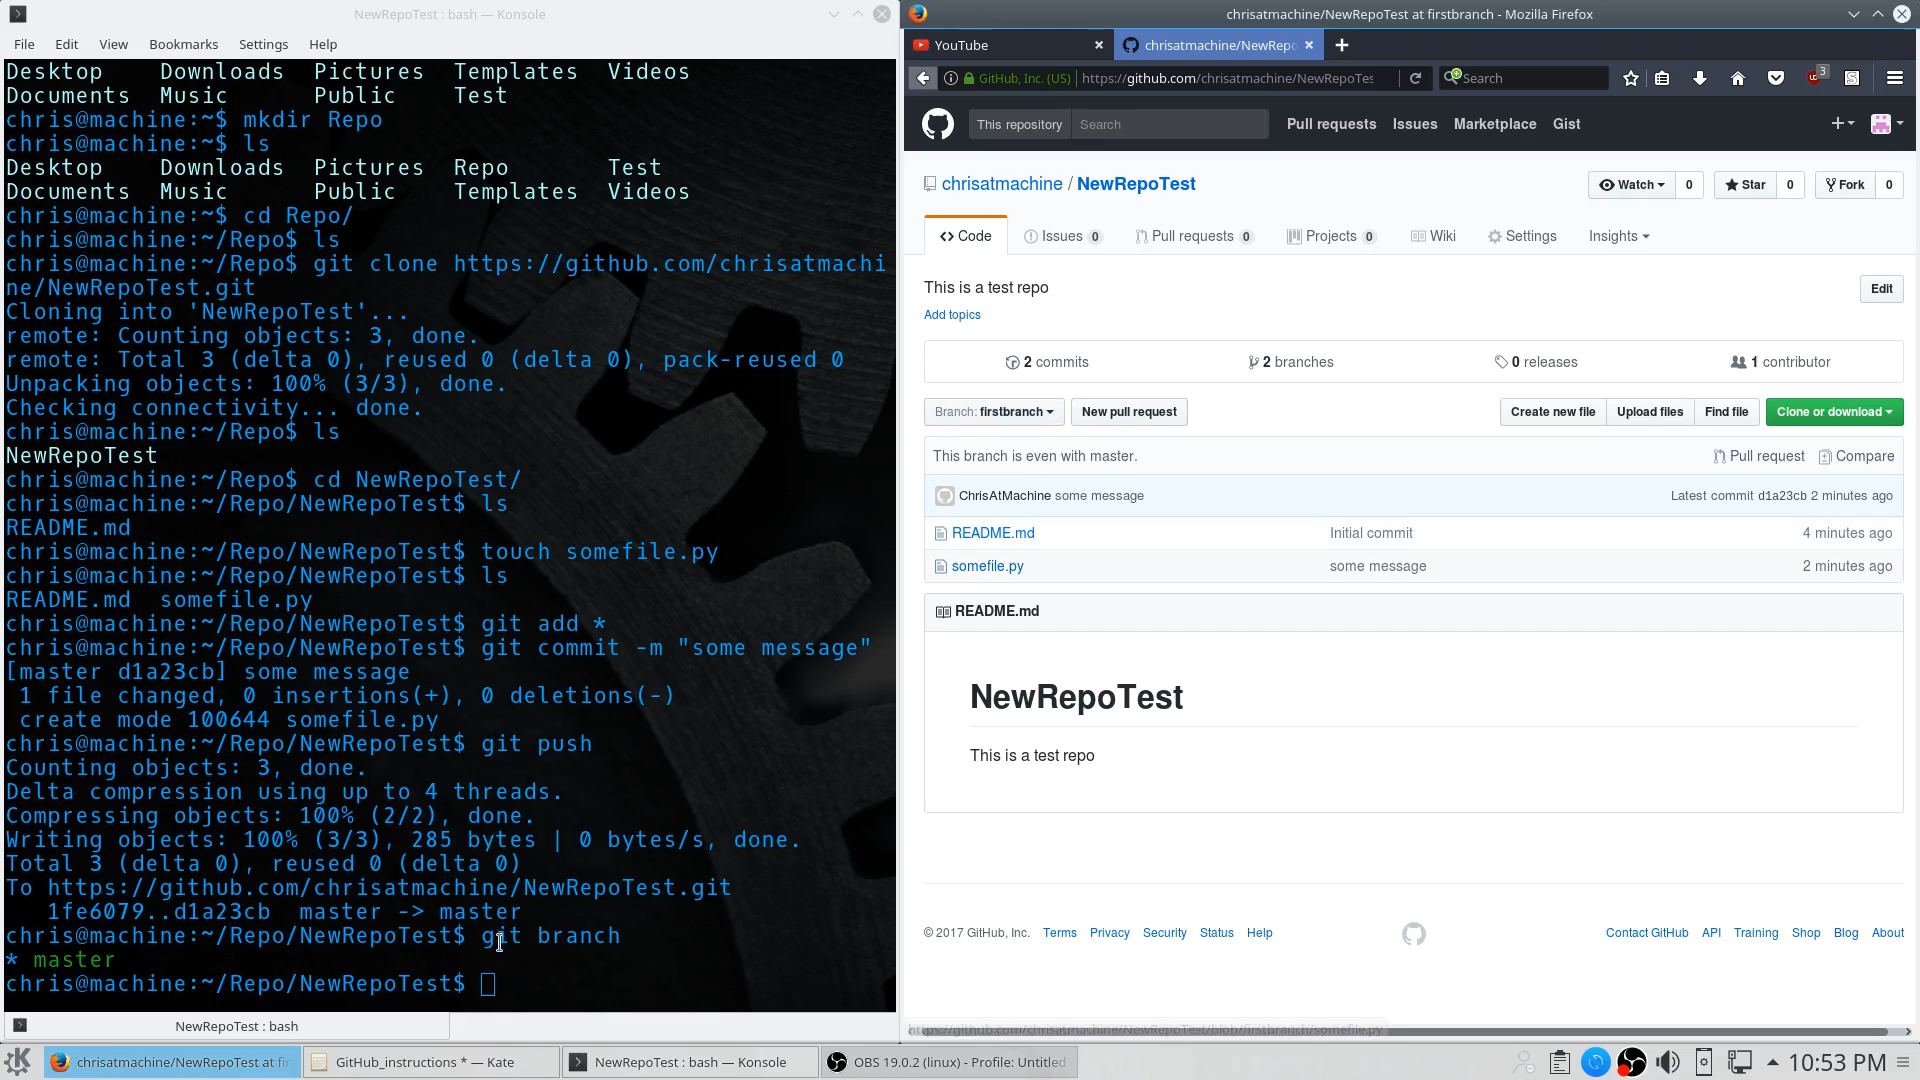 NewRepoTest : bash — Konsole
File Edit View Bookmarks Settings Help
Desktop Downloads Pictures Templates Videos
Documents Music Public Test
chris@machine:~$ mkdir Repo
chris@machine:~$ ls
Desktop Downloads Pictures Repo Test
Documents Music Public Templates Videos
chris@machine:~$ cd Repo/
chris@machine:~/Repo$ ls
chris@machine:~/Repo$ git clone https://github.com/chrisatmachi
ne/NewRepoTest.git
Cloning into 'NewRepoTest'...
remote: Counting objects: 3, done.
remote: Total 3 (delta 0), reused 0 (delta 0), pack-reused 0
Unpacking objects: 100% (3/3), done.
Checking connectivity... done.
chris@machine:~/Repo$ ls
NewRepoTest
chris@machine:~/Repo$ cd NewRepoTest/
chris@machine:~/Repo/NewRepoTest$ ls
README.md
chris@machine:~/Repo/NewRepoTest$ touch somefile.py
chris@machine:~/Repo/NewRepoTest$ ls
README.md somefile.py
chris@machine:~/Repo/NewRepoTest$ git add *
chris@machine:~/Repo/NewRepoTest$ git commit -m "some message"
[master d1a23cb] some message
1 file changed, 0 insertions(+), 0 deletions(-)
create mode 100644 somefile.py
chris@machine:~/Repo/NewRepoTest$ git push
Counting objects: 3, done.
Delta compression using up to 4 threads.
Compressing objects: 100% (2/2), done.
Writing objects: 100% (3/3), 285 bytes | 0 bytes/s, done.
Total 3 (delta 0), reused 0 (delta 0)
To https://github.com/chrisatmachine/NewRepoTest.git
1fe6079..d1a23cb master -> master
chris@machine:~/Repo/NewRepoTest$ git branch
* master
chris@machine:~/Repo/NewRepoTest$
NewRepoTest : bash
chrisatmachine/NewRepoTest at firstbranch - Mozilla Firefox
YouTube chrisatmachine/NewRepo
GitHub, Inc. (US) https://github.com/chrisatmachine/NewRepoTes Search 3
This repository Search Pull requests Issues Marketplace Gist
chrisatmachine / NewRepoTest Watch 0 Star 0 Fork 0
Code Issues 0 Pull requests 0 Projects 0 Wiki Settings Insights
This is a test repo Edit
Add topics
2 commits 2 branches 0 releases 1 contributor
Branch: firstbranch New pull request Create new file Upload files Find file Clone or download
This branch is even with master. Pull request Compare
ChrisAtMachine some message Latest commit d1a23cb 2 minutes ago
README.md Initial commit 4 minutes ago
somefile.py some message 2 minutes ago
README.md
NewRepoTest
This is a test repo
© 2017 GitHub, Inc. Terms Privacy Security Status Help Contact GitHub API Training Shop Blog About
https://github.com/chrisatmachine/NewRepoTest/blob/firstbranch/somefile.py
chrisatmachine/NewRepoTest at fir GitHub_instructions * — Kate NewRepoTest : bash — Konsole OBS 19.0.2 (linux) - Profile: Untitled 10:53 PM